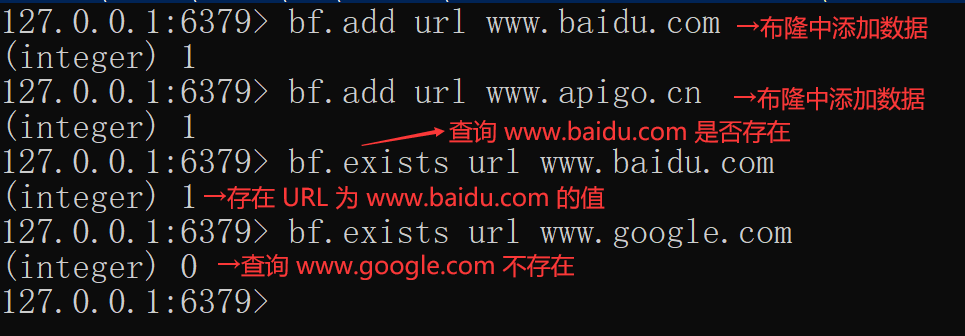 127.0.0.1:6379> bf.add url www.baidu.com →布隆中添加数据
(integer) 1
127.0.0.1:6379> bf.add url www.apigo.cn →布隆中添加数据
(integer) 1
查询 www.baidu.com 是否存在
127.0.0.1:6379> bf.exists url www.baidu.com
(integer) 1→存在 URL 为 www.baidu.com 的值
127.0.0.1:6379> bf.exists url www.google.com
(integer) 0 →查询 www.google.com 不存在
127.0.0.1:6379>